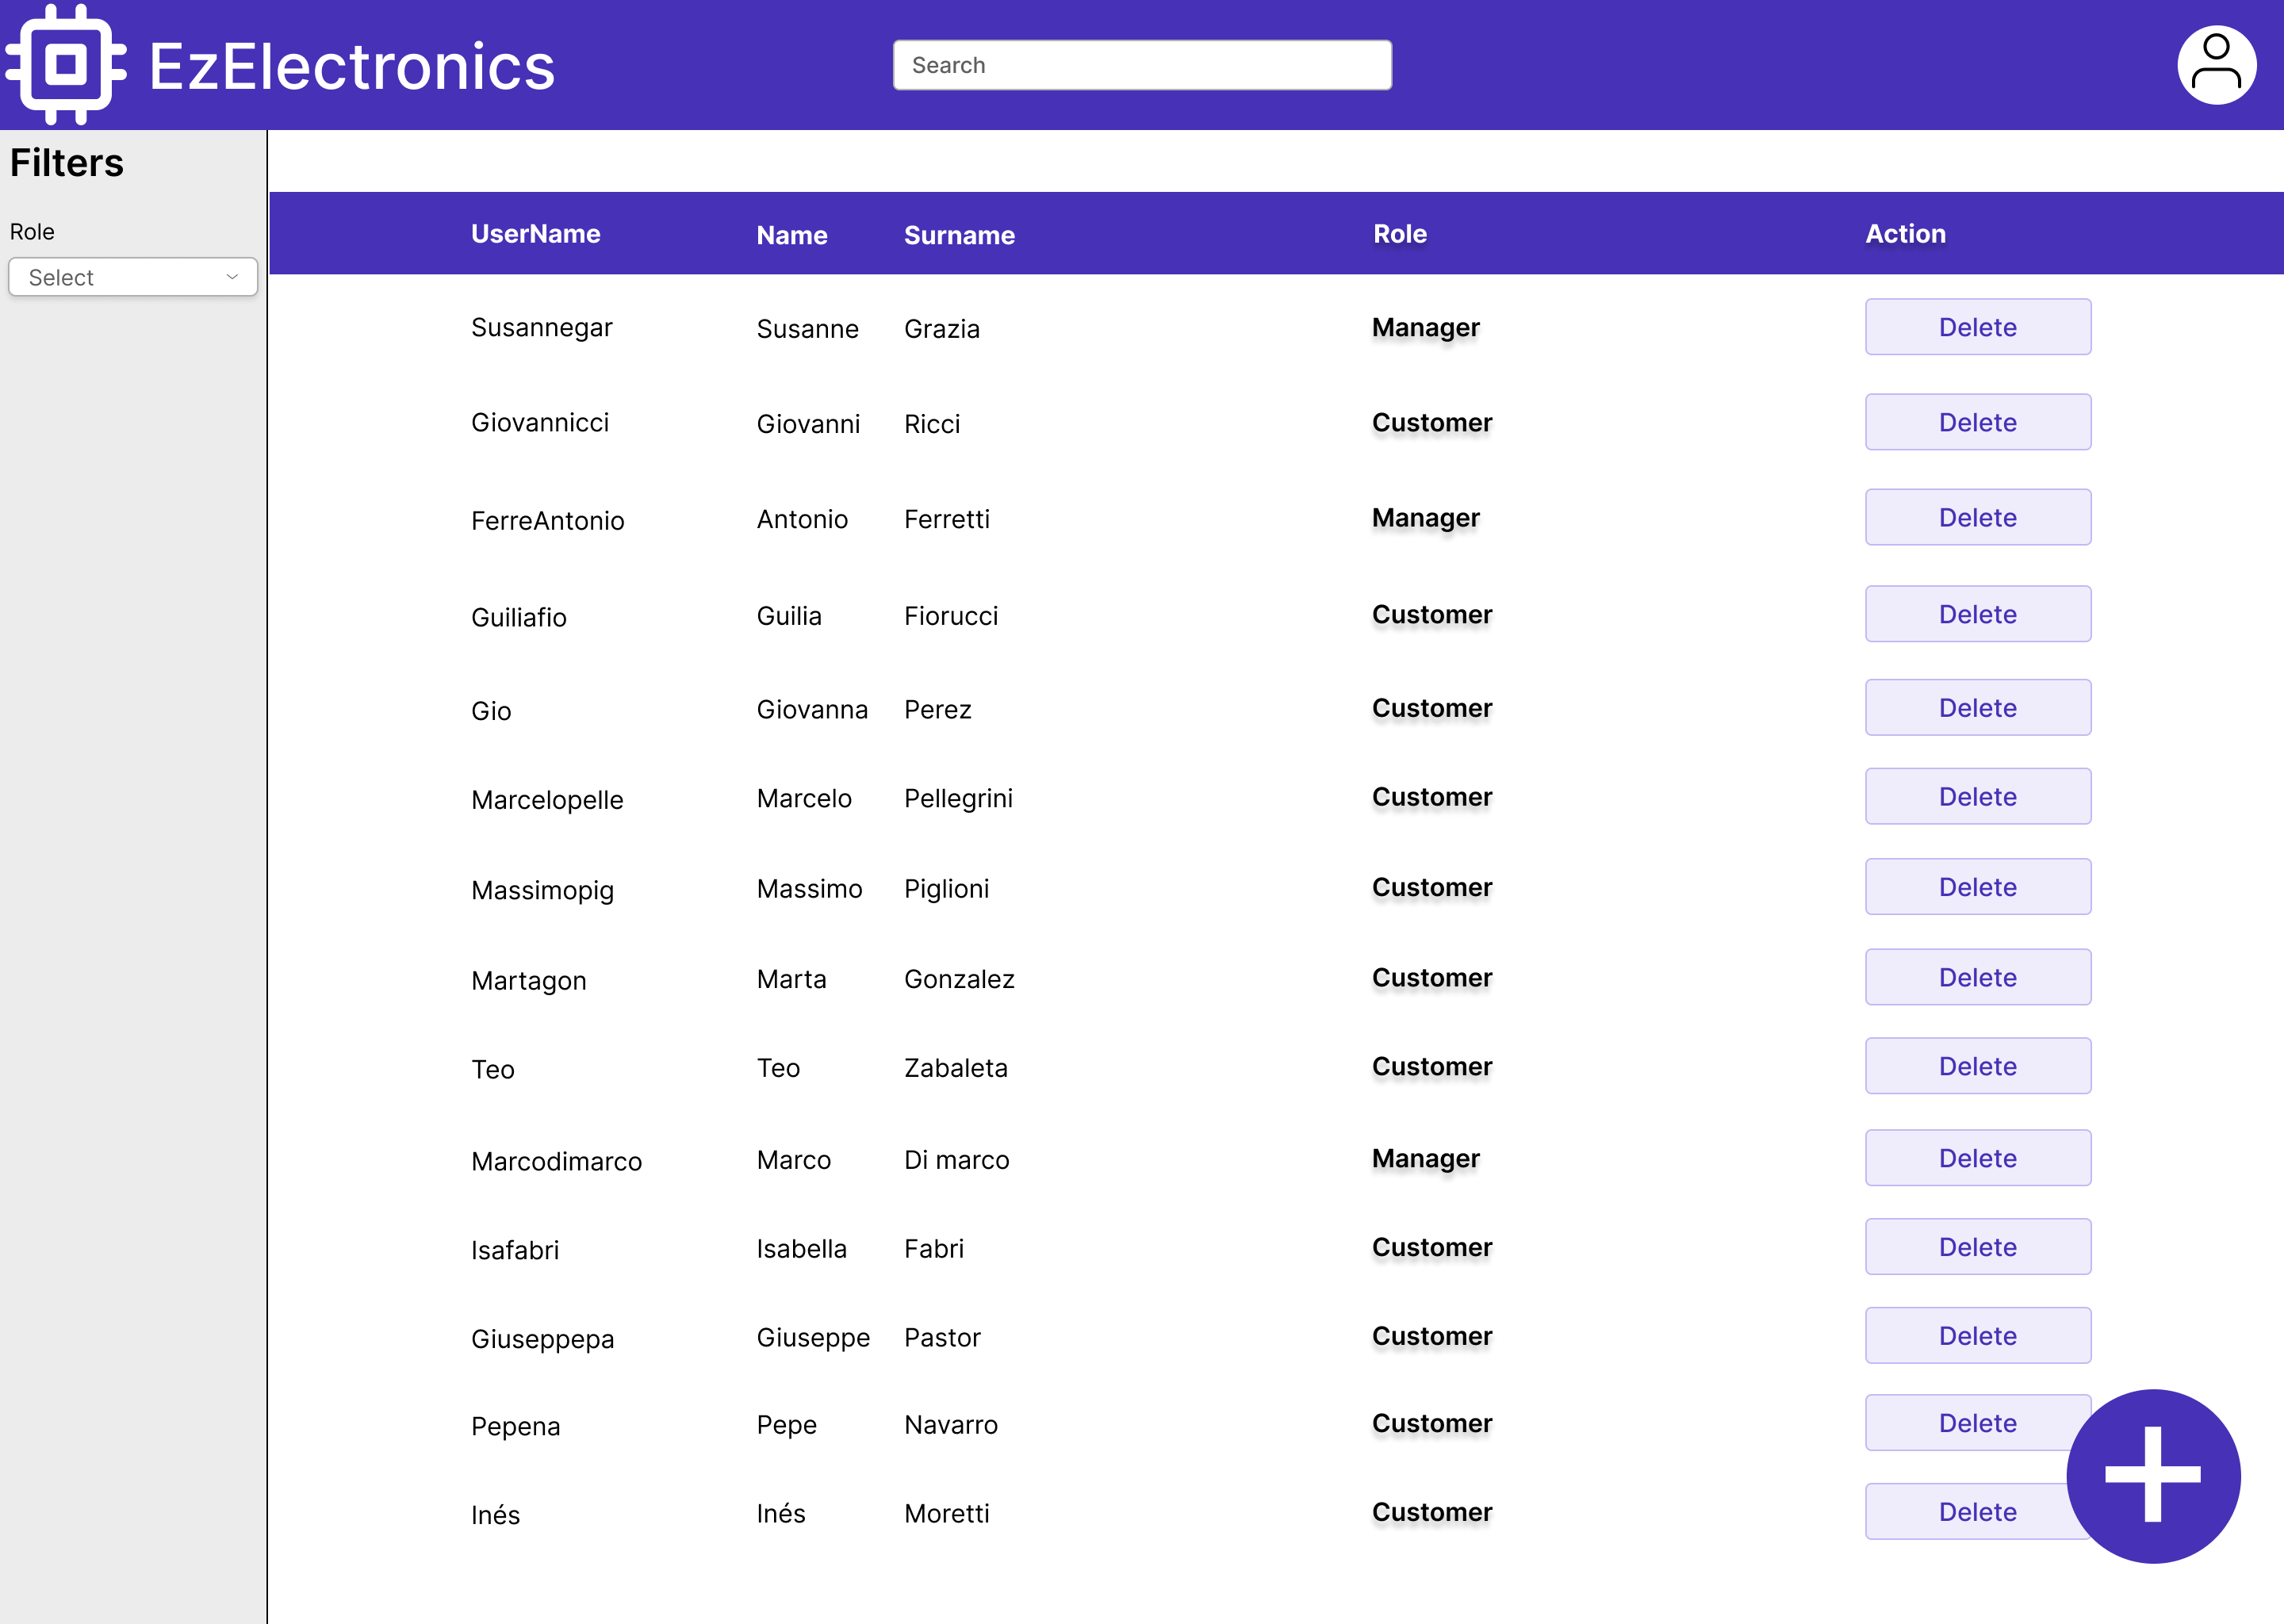 EzElectronics Search
Filters
Role
Select
UserName Name Surname Role Action
Susannegar Susanne Grazia Manager Delete
Giovannicci Giovanni Ricci Customer Delete
FerreAntonio Antonio Ferretti Manager Delete
Guiliafio Guilia Fiorucci Customer Delete
Gio Giovanna Perez Customer Delete
Marcelopelle Marcelo Pellegrini Customer Delete
Massimopig Massimo Piglioni Customer Delete
Martagon Marta Gonzalez Customer Delete
Teo Teo Zabaleta Customer Delete
Marcodimarco Marco Di marco Manager Delete
Isafabri Isabella Fabri Customer Delete
Giuseppepa Giuseppe Pastor Customer Delete
Pepena Pepe Navarro Customer Delete
Inés Inés Moretti Customer Delete